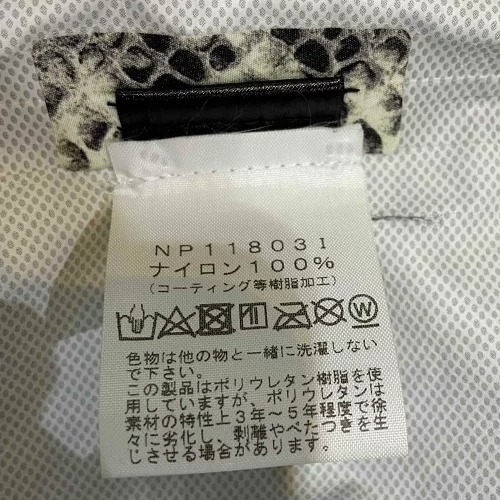 NP11803I
ナイロン100%
(コーティング等樹脂加工)
W
色物は他の物と一緒に洗濯しない
で下さい。
この製品はポリウレタン樹脂を使
用していますが、ポリウレタンは
素材の特性上3年～5年程度で徐
々に劣化し、剥離やべたつきを生
じさせる場合があります。